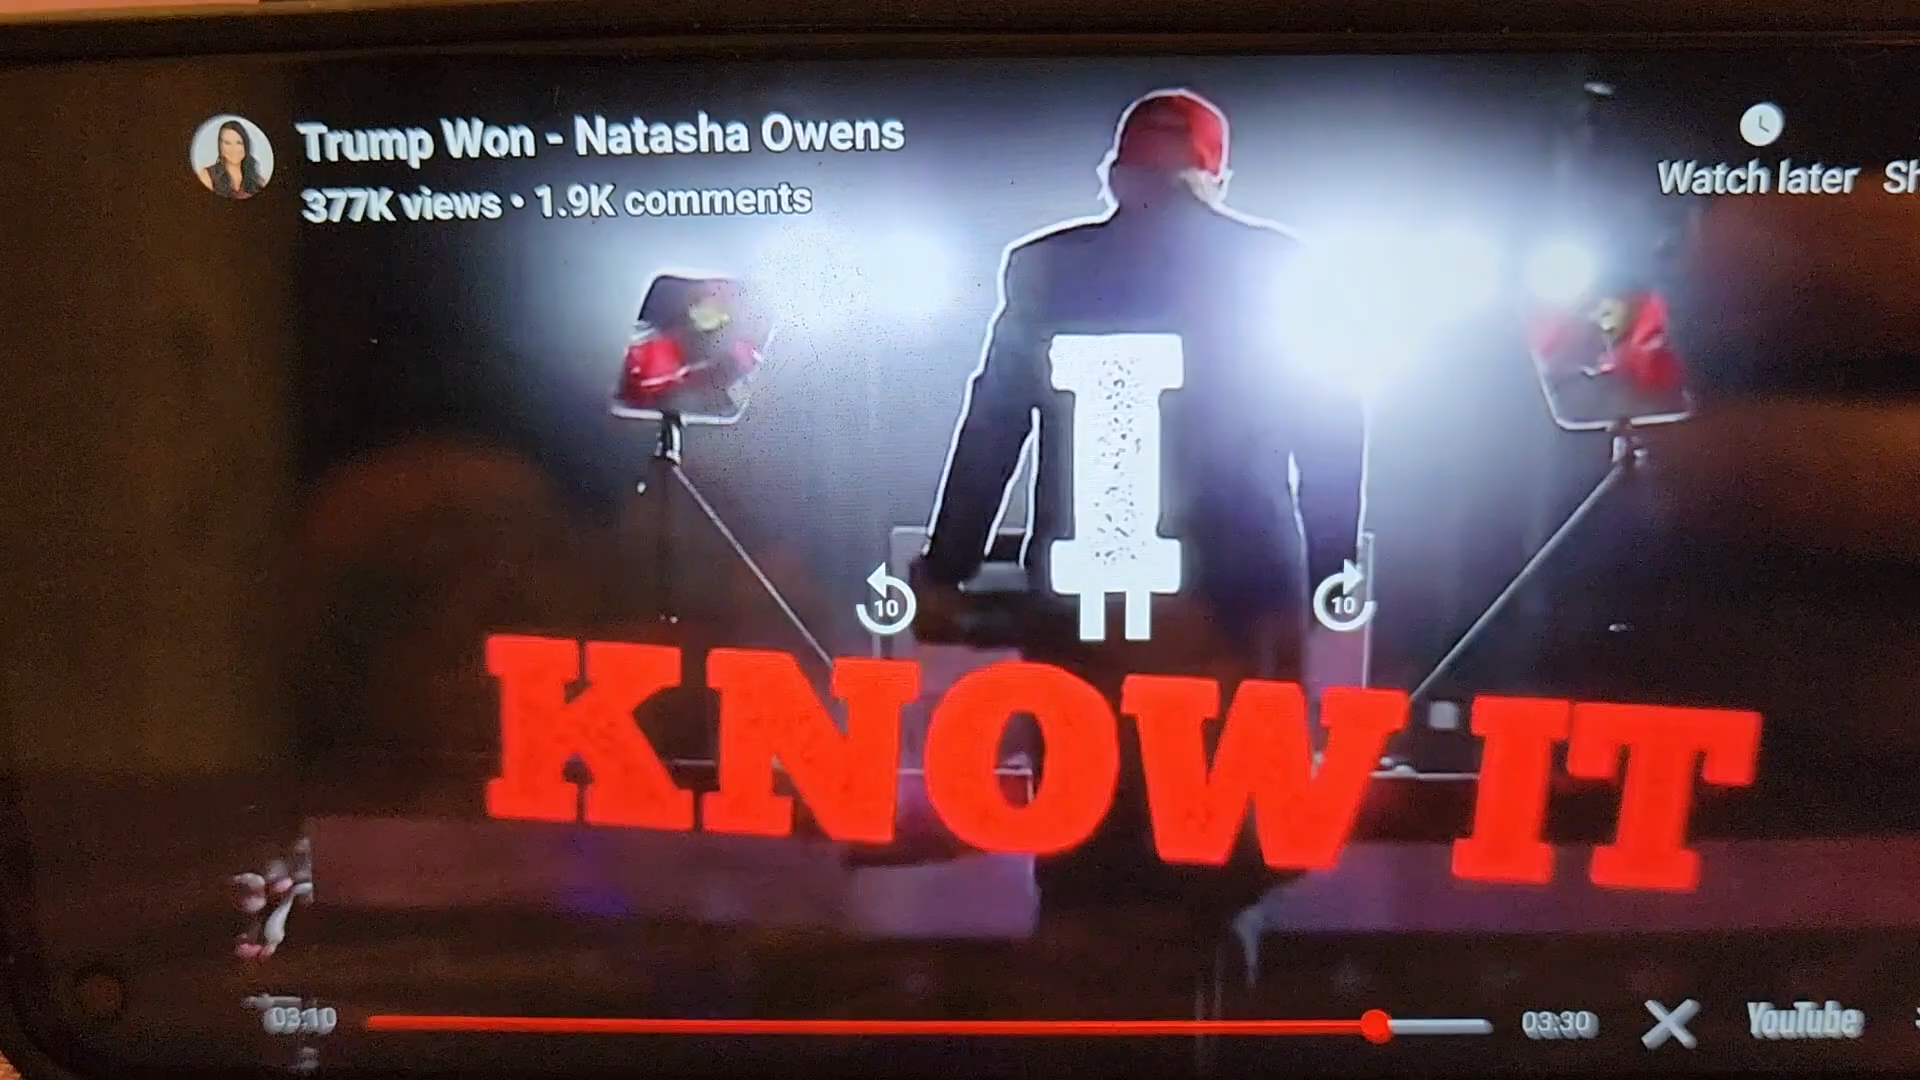 Trump Won - Natasha Owens
377K views • 1.9K comments
Watch later Sh
I
10
10
KNOW IT
03:10
03:30
YouTube